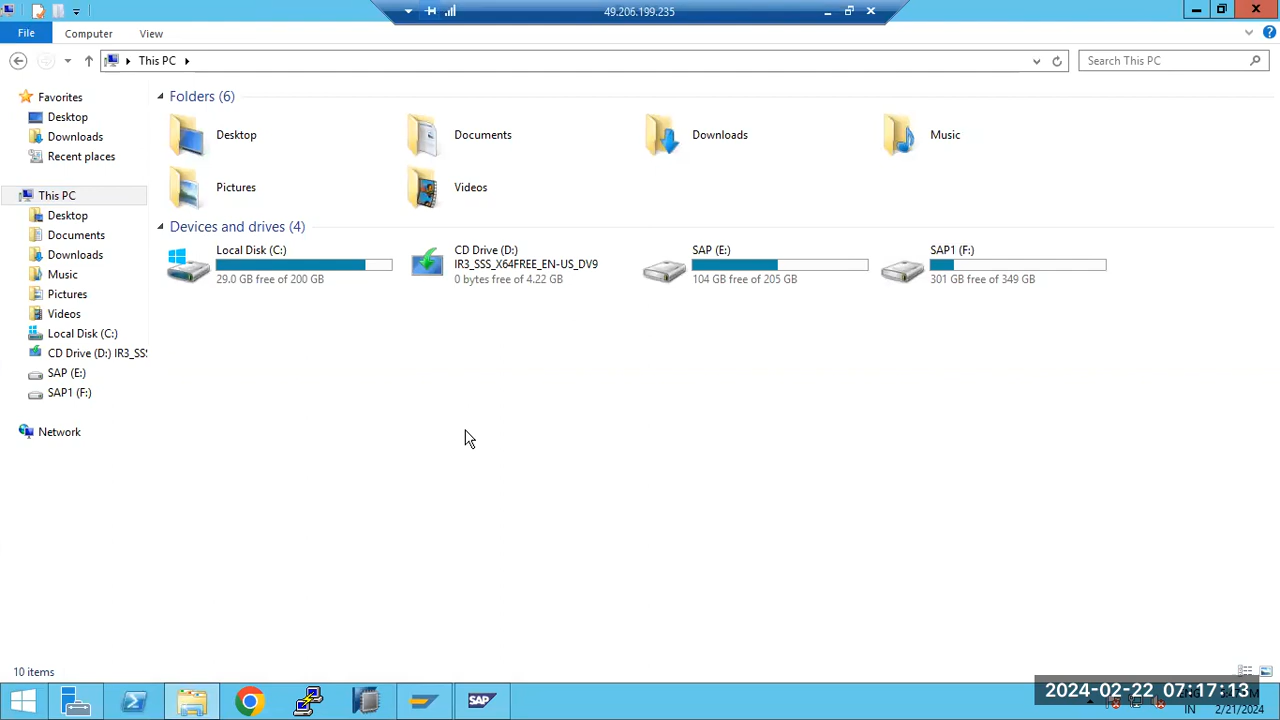 49.206.199.235
File
Computer
View
This PC
Search This PC
Favorites
Desktop
Downloads
Recent places
This PC
Desktop
Documents
Downloads
Music
Pictures
Videos
Local Disk (C:)
CD Drive (D:) IR3_SS
SAP (E:)
SAP1 (F:)
Network
Folders (6)
Desktop
Documents
Downloads
Music
Pictures
Videos
Devices and drives (4)
Local Disk (C:)
29.0 GB free of 200 GB
CD Drive (D:)
IR3_SSS_X64FREE_EN-US_DV9
0 bytes free of 4.22 GB
SAP (E:)
104 GB free of 205 GB
SAP1 (F:)
301 GB free of 349 GB
10 items
SAP
2024-02-22 07:17:13
IN
2/21/2024